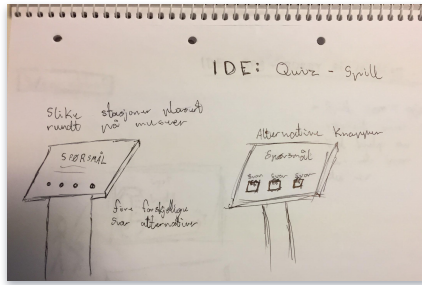 IDE: Quiz - Spill
Slike stasjoner plassert
rundt på museer
SPØRSMÅL
fire forskjellige
svar alternativer
Alternative Knapper
Spørsmål
Svar Svar Svar